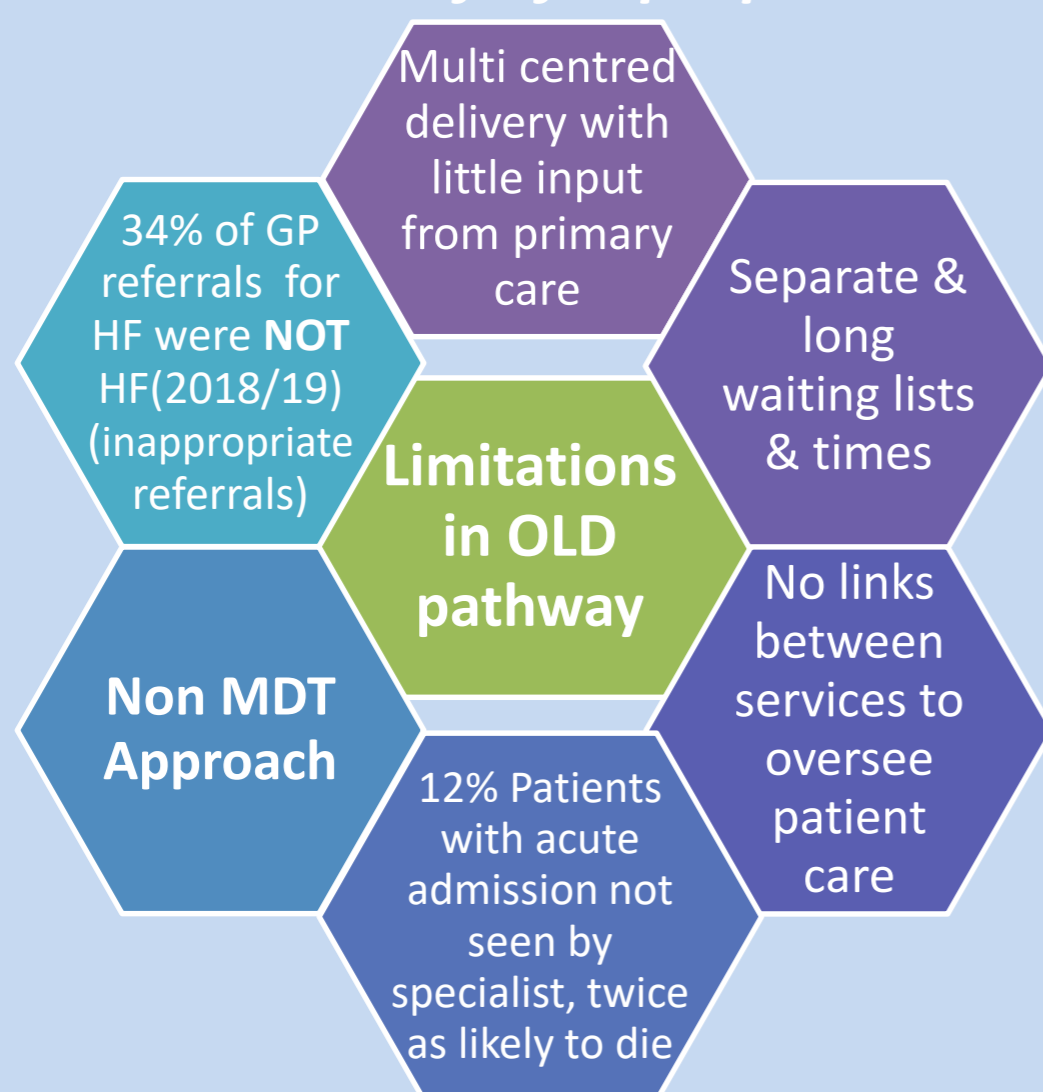 Multi centred
delivery with
little input
from primary
care
34% of GP
referrals  for
HF were NOT
HF(2018/19)
(inappropriate
referrals)
Separate &
long
waiting lists
& times
Limitations
in OLD
pathway
Non MDT
Approach
No links
between
services to
oversee
patient
care
12% Patients
with acute
admission not
seen by
specialist, twice
as likely to die